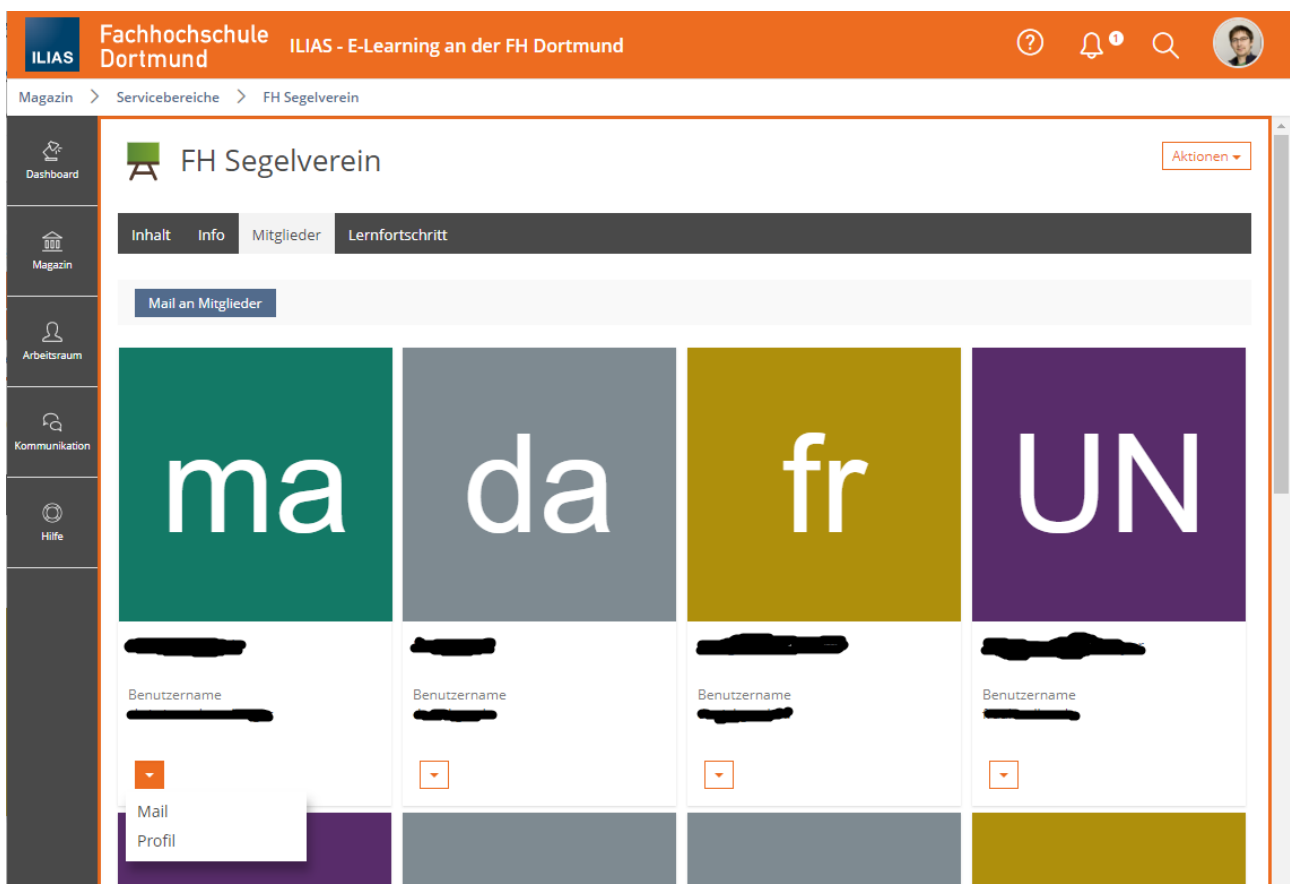 ILIAS
Fachhochschule
Dortmund
ILIAS - E-Learning an der FH Dortmund
1
Magazin > Servicebereiche > FH Segelverein
Dashboard
Magazin
Arbeitsraum
Kommunikation
Hilfe
FH Segelverein
Aktionen
Inhalt Info Mitglieder Lernfortschritt
Mail an Mitglieder
ma da fr UN
Benutzername Benutzername Benutzername Benutzername
Mail
Profil